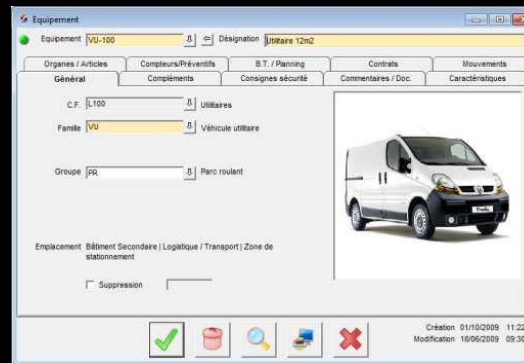 Equipement
Equipement VU-100 Désignation Utilitaire 12m2
Organes / Articles Compteurs/Préventifs B.T. / Planning Contrats Mouvements
Général Compléments Consignes sécurité Commentaires / Doc. Caractéristiques
C.F. L100 Utilitaires
Famille VU Véhicule utilitaire
Groupe PR Parc roulant
Emplacement Bâtiment Secondaire | Logistique / Transport | Zone de
stationnement
Suppression
Création 01/10/2009 11:22
Modification 18/06/2009